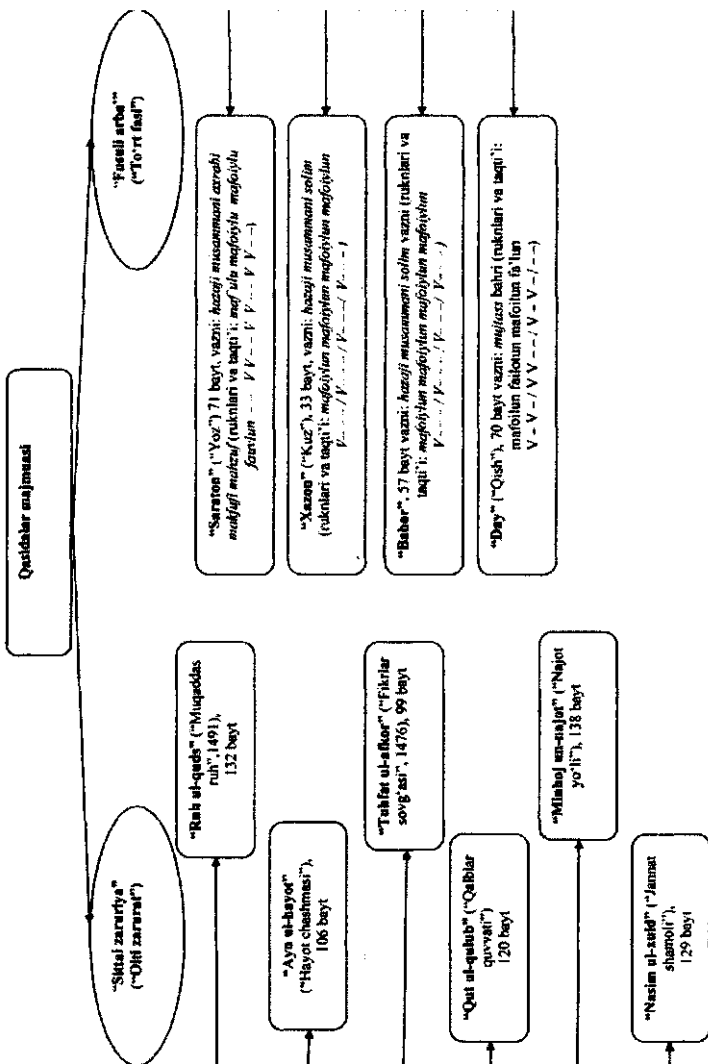 Qasidalar majmuasi
"Sittai zaruriya"
("Olti zarurat")
"Fusuli arba'"
("To'rt fasl")
"Ruh ul-quds" ("Muqaddas
ruh",1491),
132 bayt
"Ayn ul-hayot"
("Hayot chashmasi"),
106 bayt
"Tuhfat ul-afkor" ("Fikrlar
sovg'asi", 1476), 99 bayt
"Qut ul-qulub" ("Qalblar
quvvati")
120 bayt
"Minhoj un-najot" ("Najot
yo'li"), 138 bayt
"Nasim ul-xuld" ("Jannat
shamoli"),
129 bayt
"Saraton" ("Yoz") 71 bayt, vazni: hazaji musammani axrabi
makfufi mahzuf (ruknlari va taqti'i: maf'ulu mafoiylu mafoiylu
fauvlun - - V V - - V V - - V V - -)
"Xazon" ("Kuz"), 33 bayt, vazni: hazaji musammani solim
(ruknlari va taqti'i: mafoiylun mafoiylun mafoiylun mafoiylun
V - - - / V - - - / V - - - / V - - -)
"Bahor", 57 bayt vazni: hazaji musammani solim vazni (ruknlari va
taqti'i: mafoiylun mafoiylun mafoiylun mafoiylun
V - - - / V - - - / V - - - / V - - -)
"Day" ("Qish"), 70 bayt vazni: mujtass bahri (ruknlari va taqti'i:
mafoilun failotun mafoilun fa'lun
V - V - / V V - - / V - V - / - -)